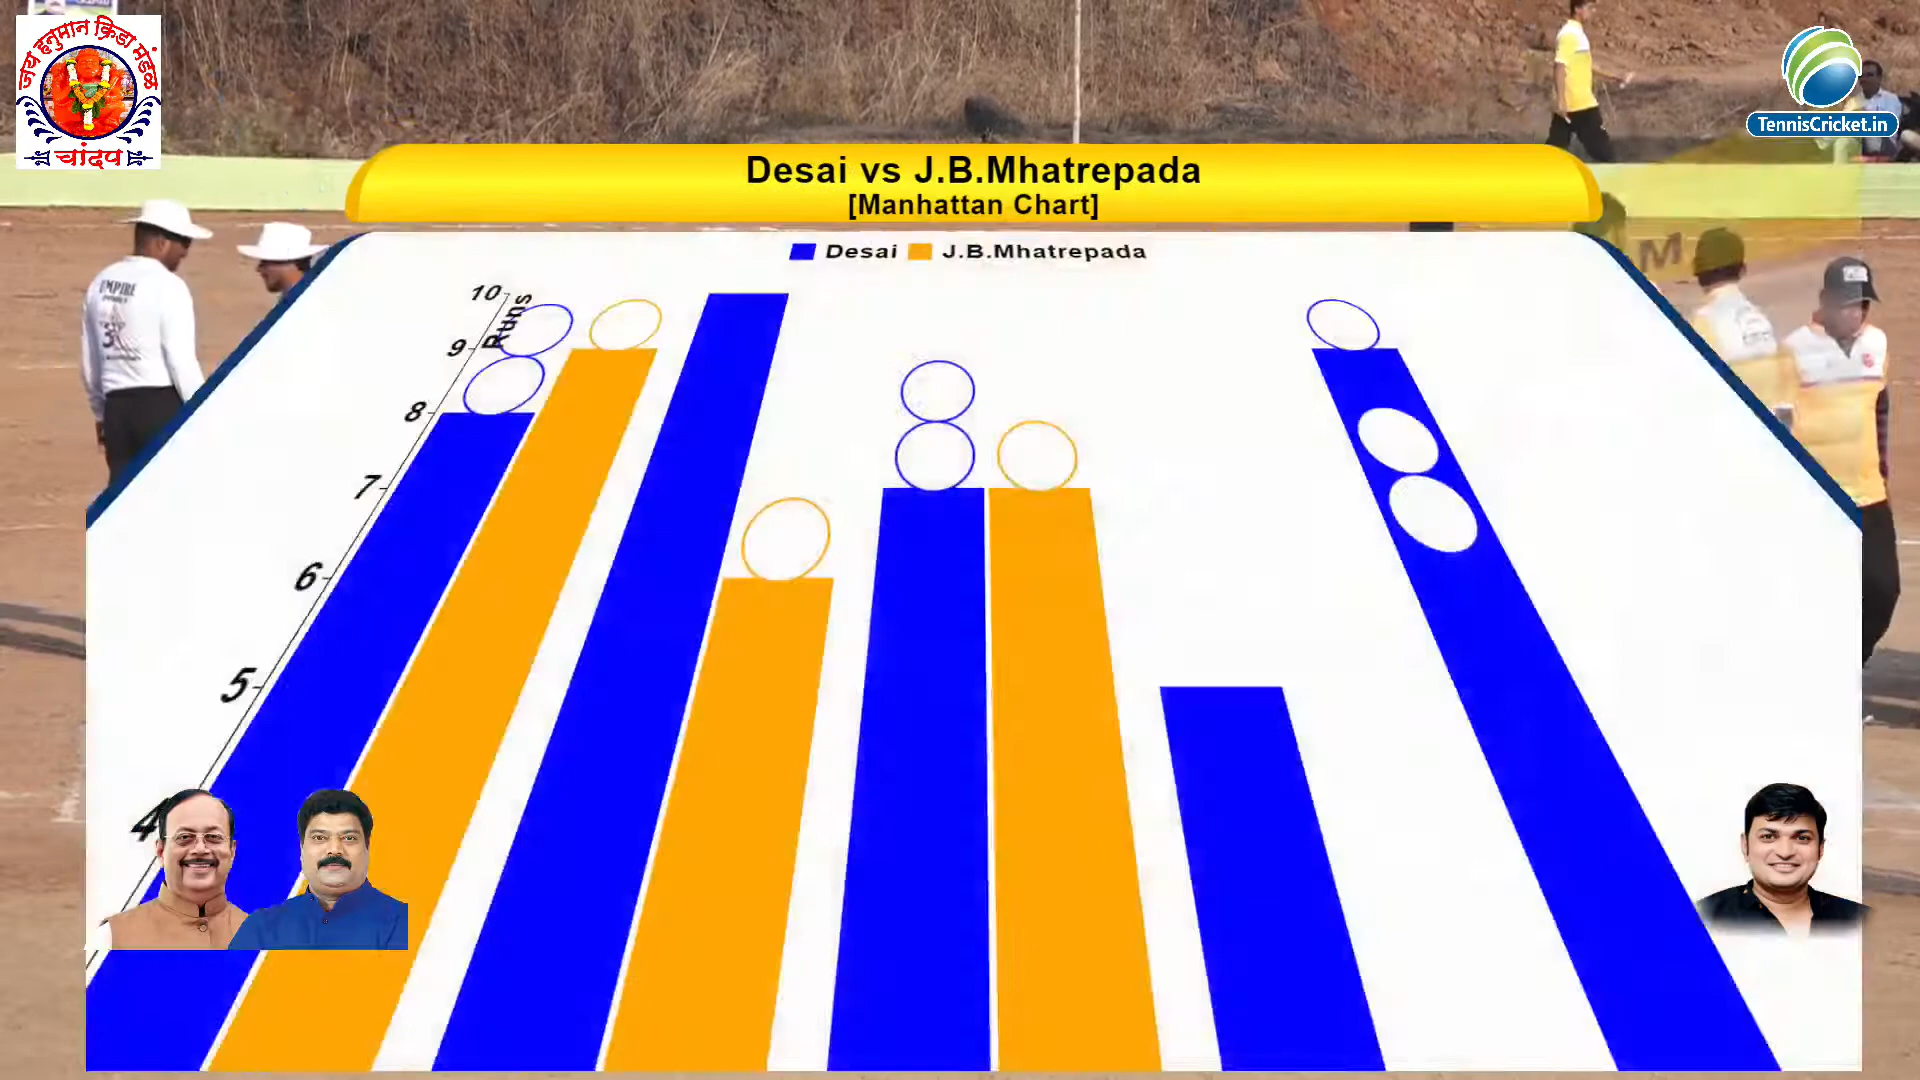 जय हनुमान क्रिडा मंडळ
चांदप
TennisCricket.in
Desai vs J.B.Mhatrepada
[Manhattan Chart]
Desai J.B.Mhatrepada
Runs
10
9
8
7
6
5
4
UMPIRE